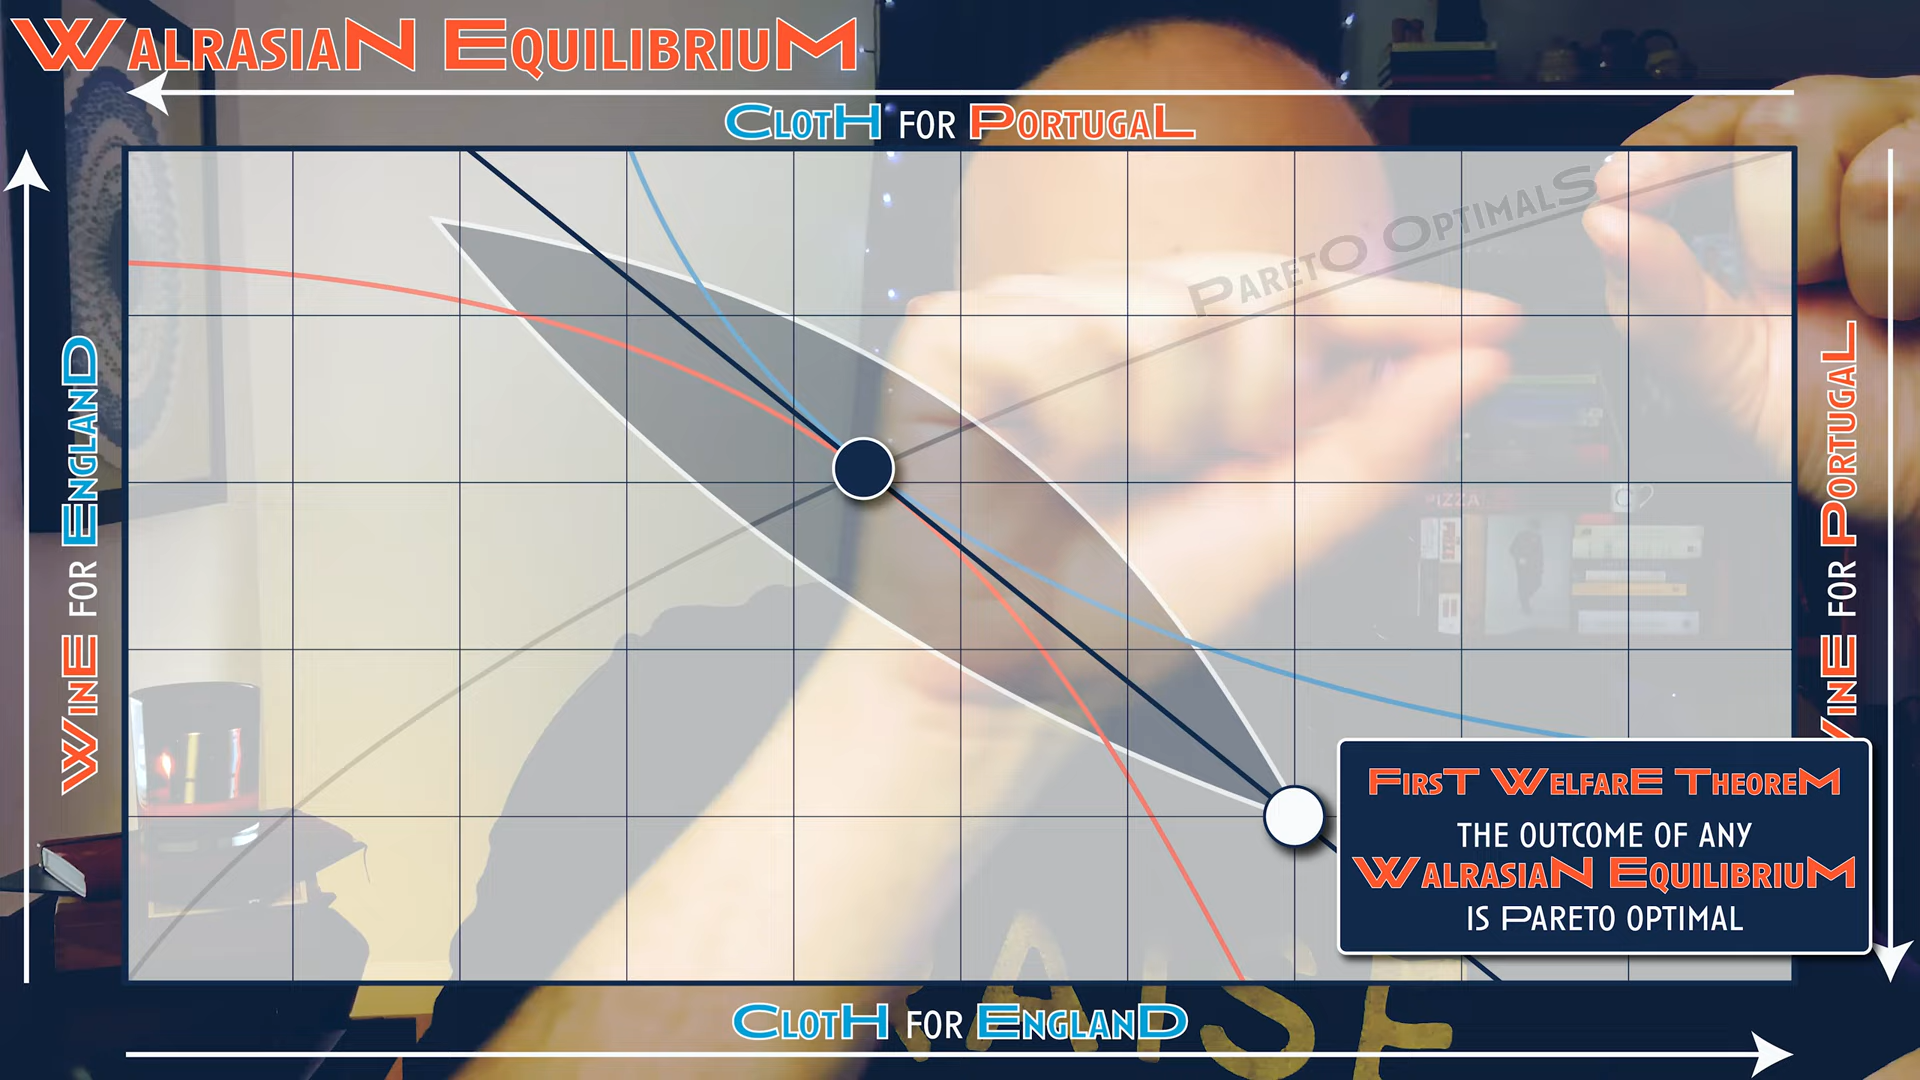 WALRASIAN EQUILIBRIUM
CLOTH FOR PORTUGAL
PARETO OPTIMALS
WINE FOR ENGLAND
WINE FOR PORTUGAL
PIZZA
FIRST WELFARE THEOREM
THE OUTCOME OF ANY
WALRASIAN EQUILIBRIUM
IS PARETO OPTIMAL
CLOTH FOR ENGLAND